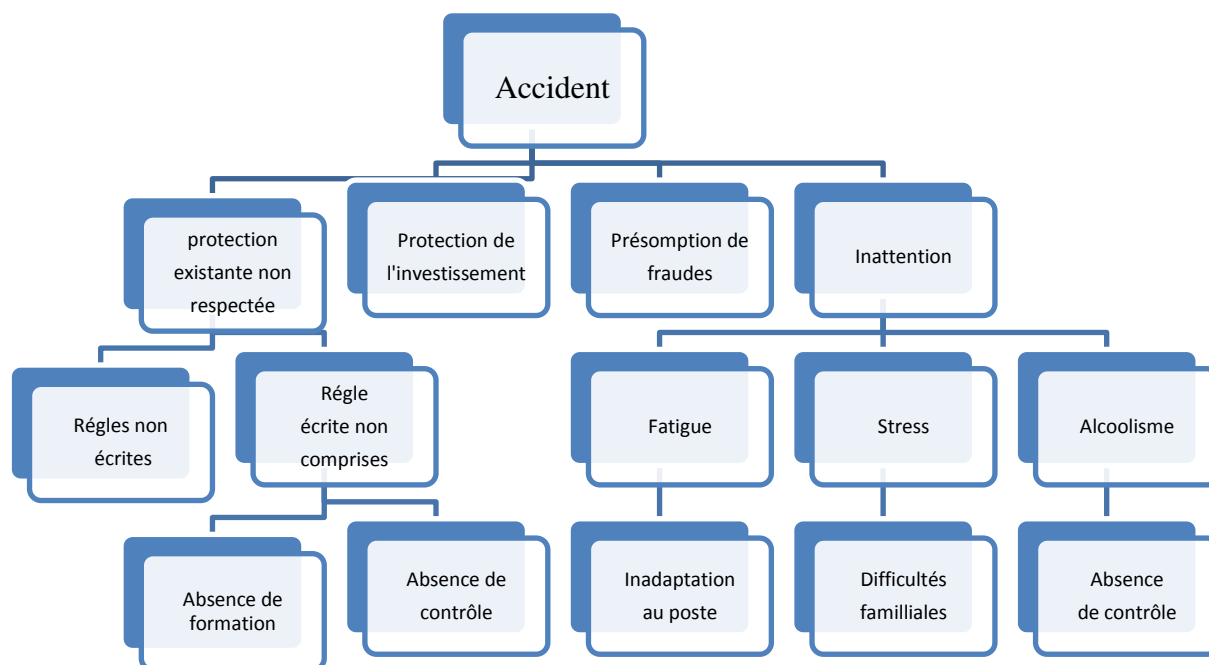 Accident
protection
existante non
respectée
Protection de
l'investissement
Présomption de
fraudes
Inattention
Régles non
écrites
Régle
écrite non
comprises
Fatigue
Stress
Alcoolisme
Absence de
formation
Absence de
contrôle
Inadaptation
au poste
Difficultés
familliales
Absence
de contrôle